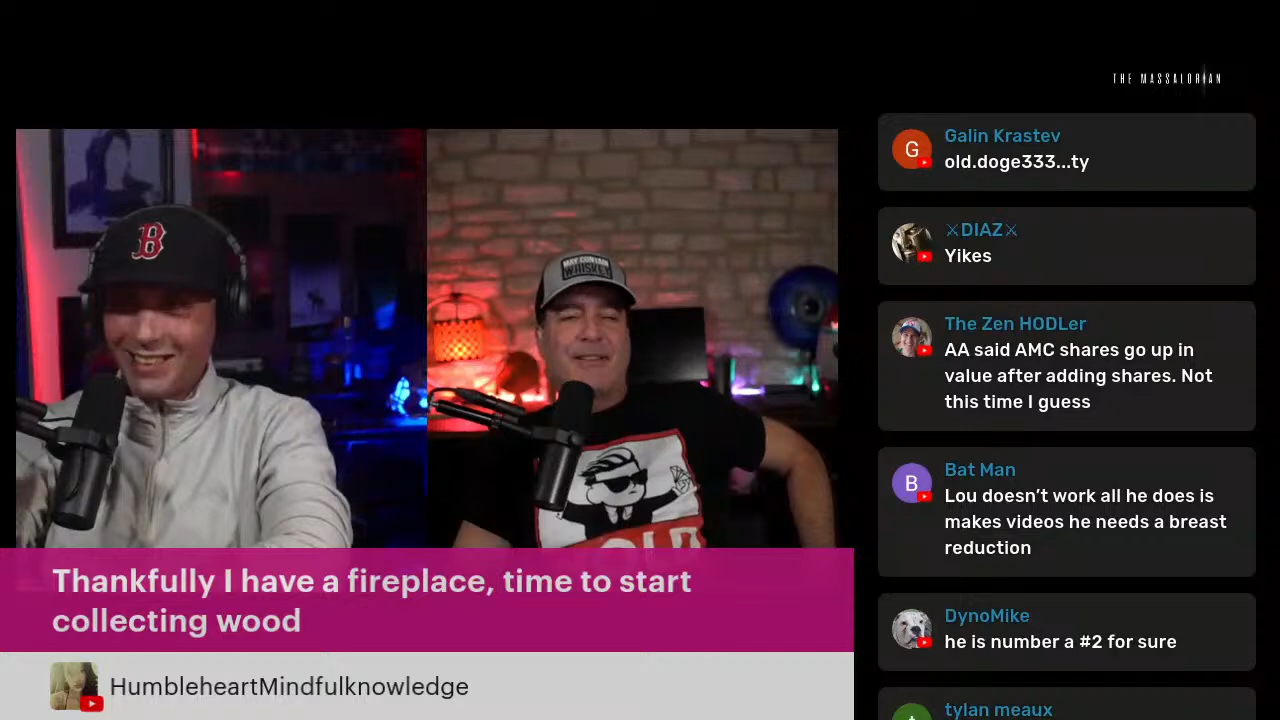 THE MASSALORIAN
Galin Krastev
G
old.doge333...ty
⚔DIAZ⚔
Yikes
The Zen HODLer
AA said AMC shares go up in
value after adding shares. Not
this time I guess
Bat Man
B
Lou doesn’t work all he does is
makes videos he needs a breast
reduction
DynoMike
he is number a #2 for sure
tylan meaux
B
MAY CONTAIN
WHISKEY
Thankfully I have a fireplace, time to start
collecting wood
HumbleheartMindfulknowledge